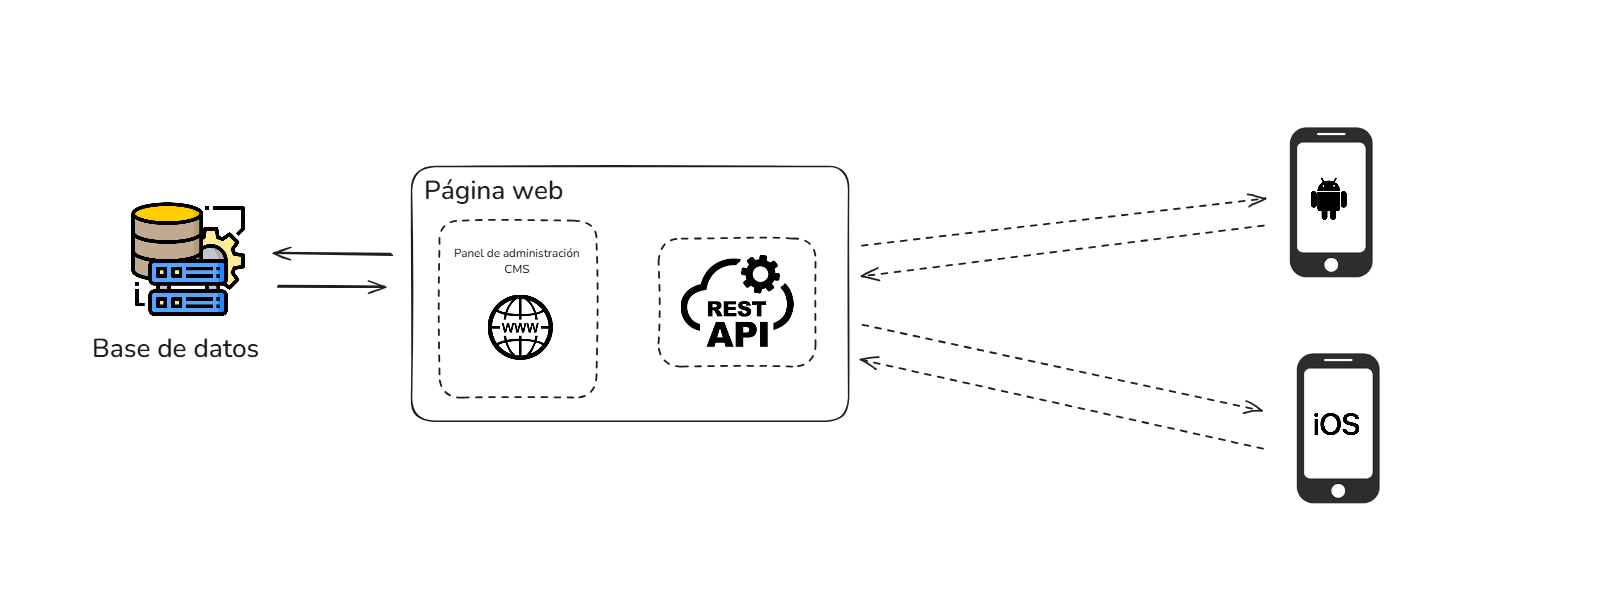 Página web
Panel de administración
CMS
WWW
REST
API
Base de datos
iOS